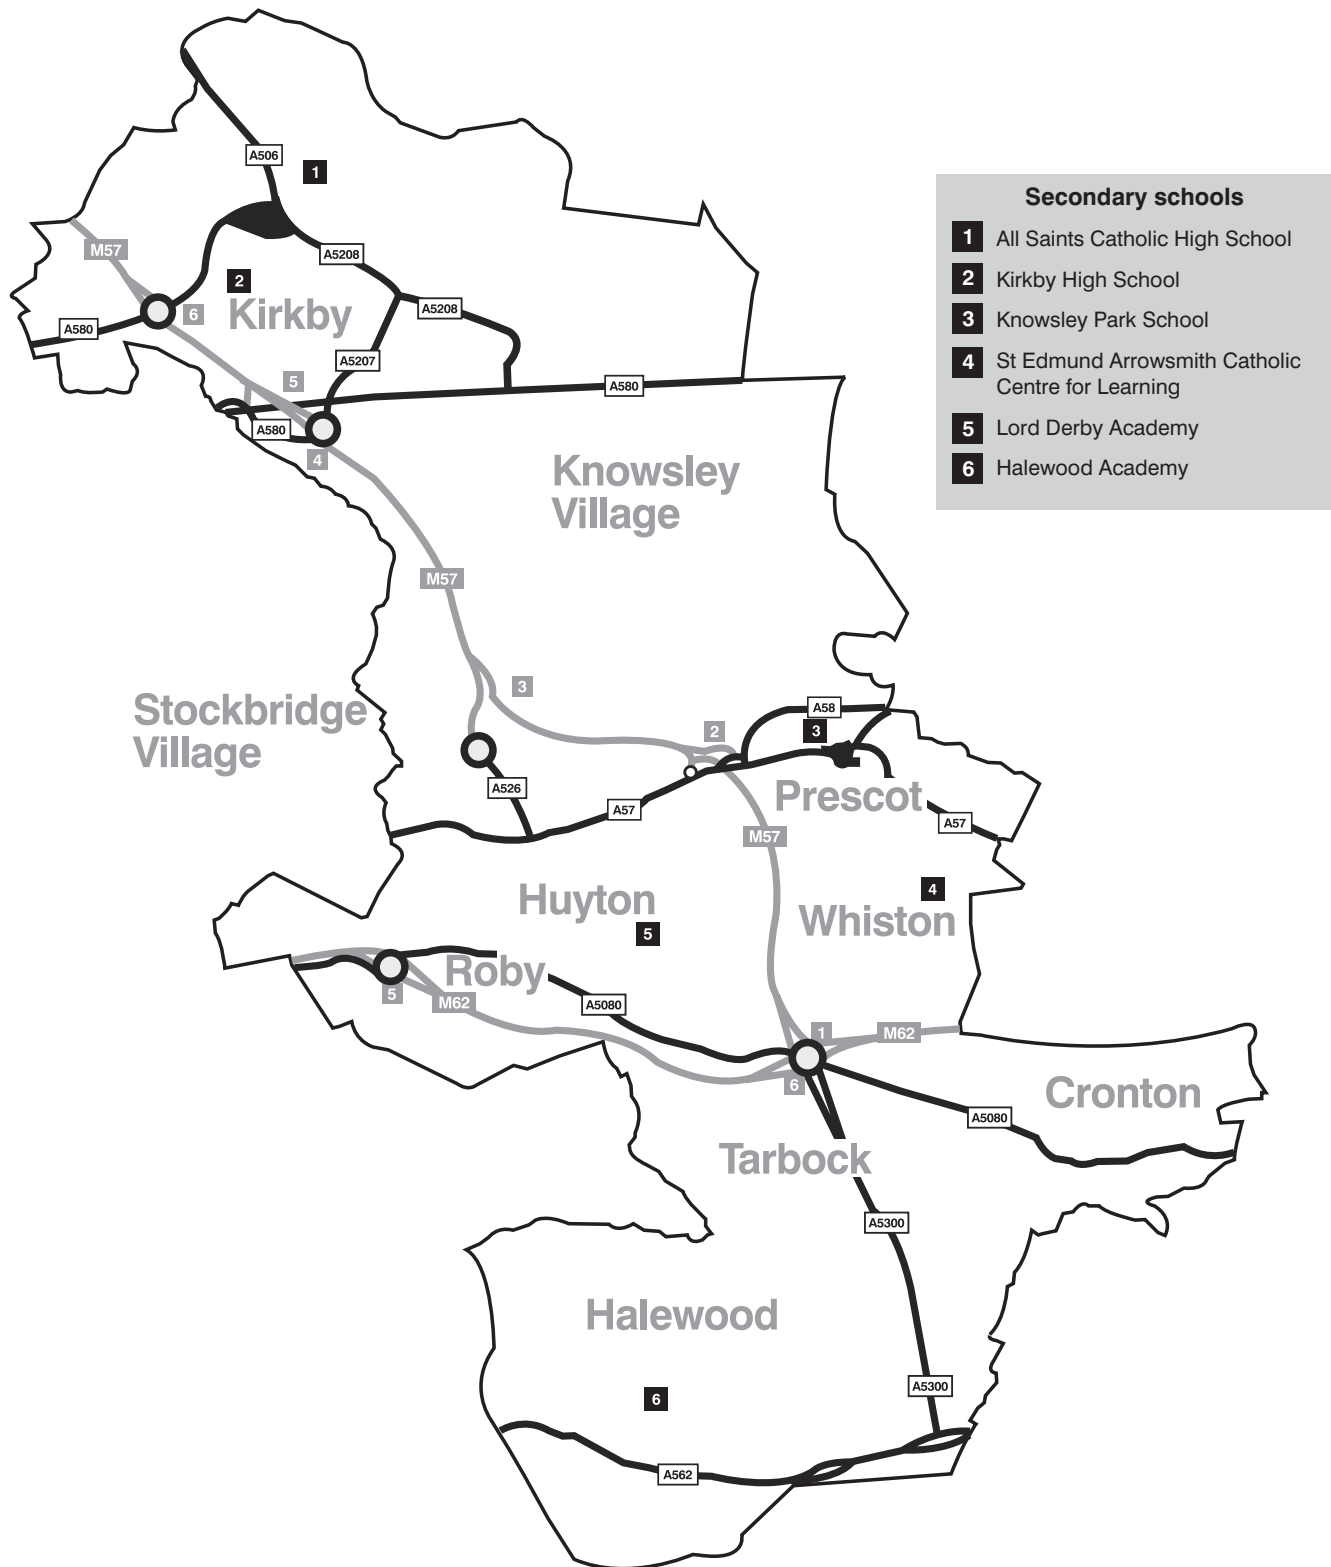 A506
1
M57
A5208
2
Kirkby
6
A5208
A580
A5207
5
A580
A580
4
Knowsley
Village
M57
3
Stockbridge
Village
A58
3
2
A526
Prescot
A57
A57
M57
4
Huyton
Whiston
5
Roby
5
M62
A5080
1
M62
6
Cronton
A5080
Tarbock
A5300
Halewood
A5300
6
A562
Secondary schools
1 All Saints Catholic High School
2 Kirkby High School
3 Knowsley Park School
4 St Edmund Arrowsmith Catholic
Centre for Learning
5 Lord Derby Academy
6 Halewood Academy